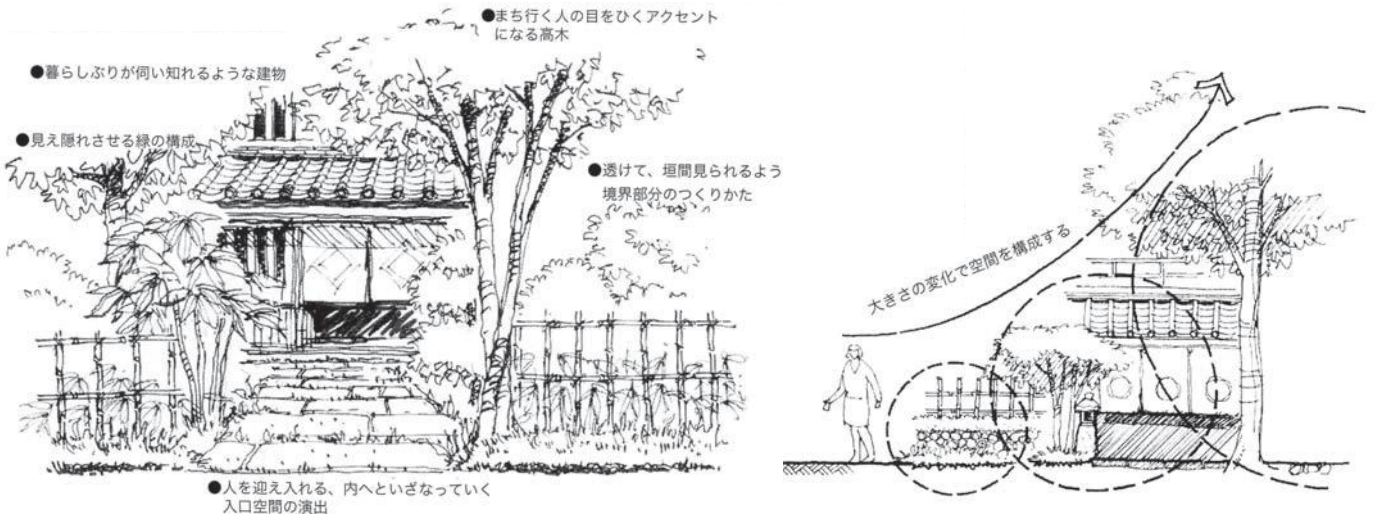 ●まち行く人の目をひくアクセント
になる高木
●暮らしぶりが伺い知れるような建物
●見え隠れさせる緑の構成
●透けて、垣間見られるよう
境界部分のつくりかた
●人を迎え入れる、内へといざなっていく
入口空間の演出
大きさの変化で空間を構成する